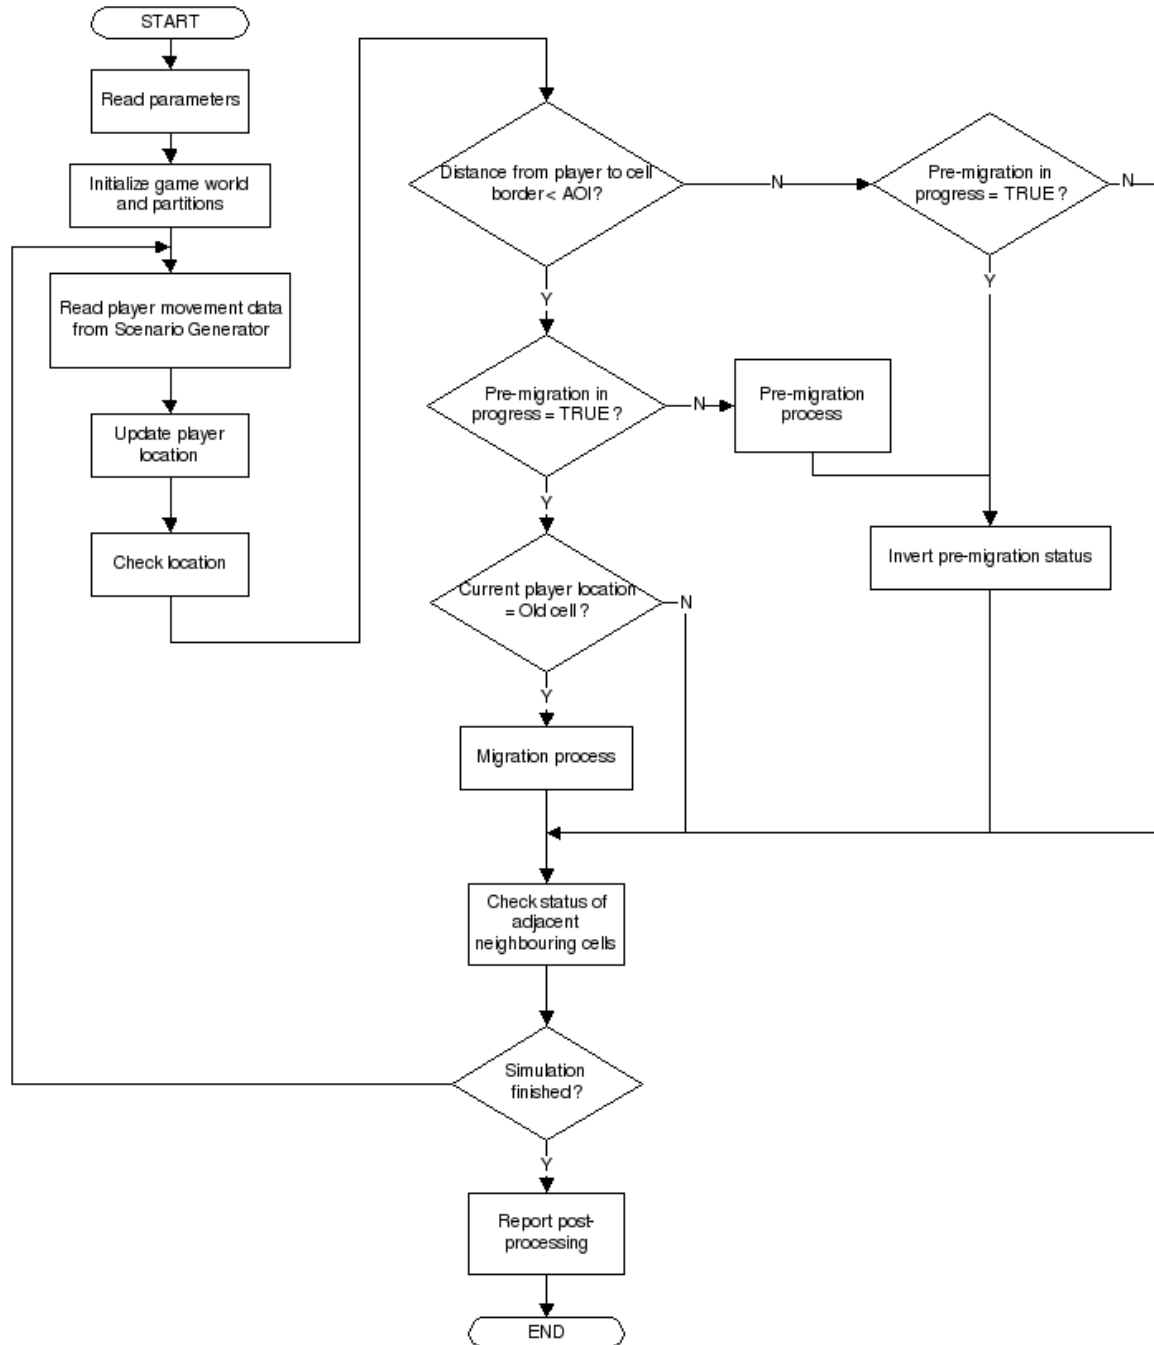 START
Read parameters
Initialize game world
and partitions
Read player movement data
from Scenario Generator
Update player
location
Check location
Distance from player to cell
border < AOI?
N
Pre-migration in
progress = TRUE ?
N
Y
Y
Pre-migration in
progress = TRUE ?
N
Pre-migration
process
Y
Invert pre-migration status
Current player location
= Old cell ?
N
Y
Migration process
Check status of
adjacent
neighbouring cells
Simulation
finished?
Y
Report post-
processing
END